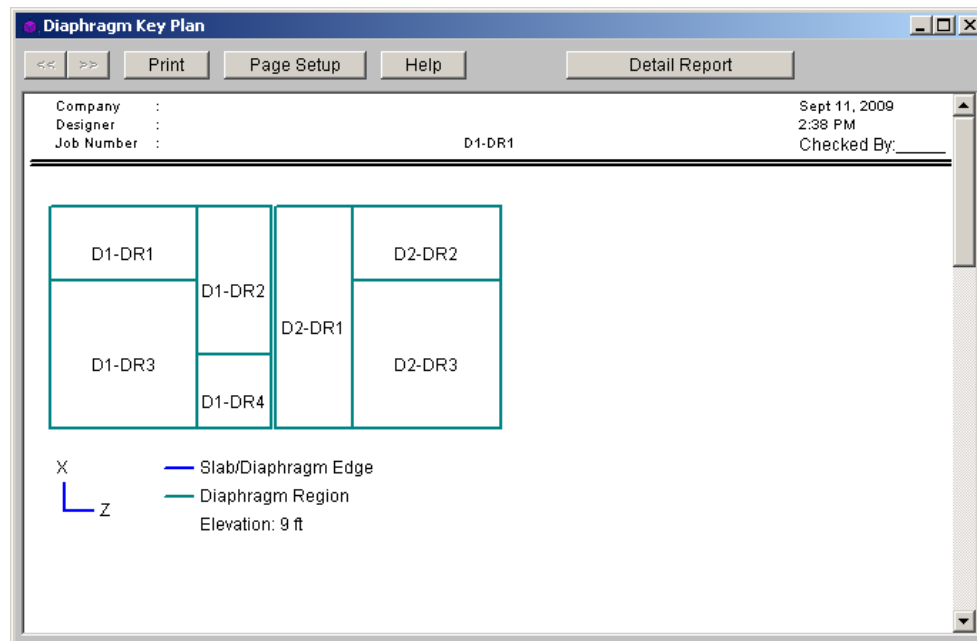 Diaphragm Key Plan
<< >> Print Page Setup Help Detail Report
Company : Sept 11, 2009
Designer : 2:38 PM
Job Number : D1-DR1 Checked By:_____
D1-DR1 D2-DR2
D1-DR2
D2-DR1
D1-DR3 D2-DR3
D1-DR4
X Slab/Diaphragm Edge
Z Diaphragm Region
Elevation: 9 ft